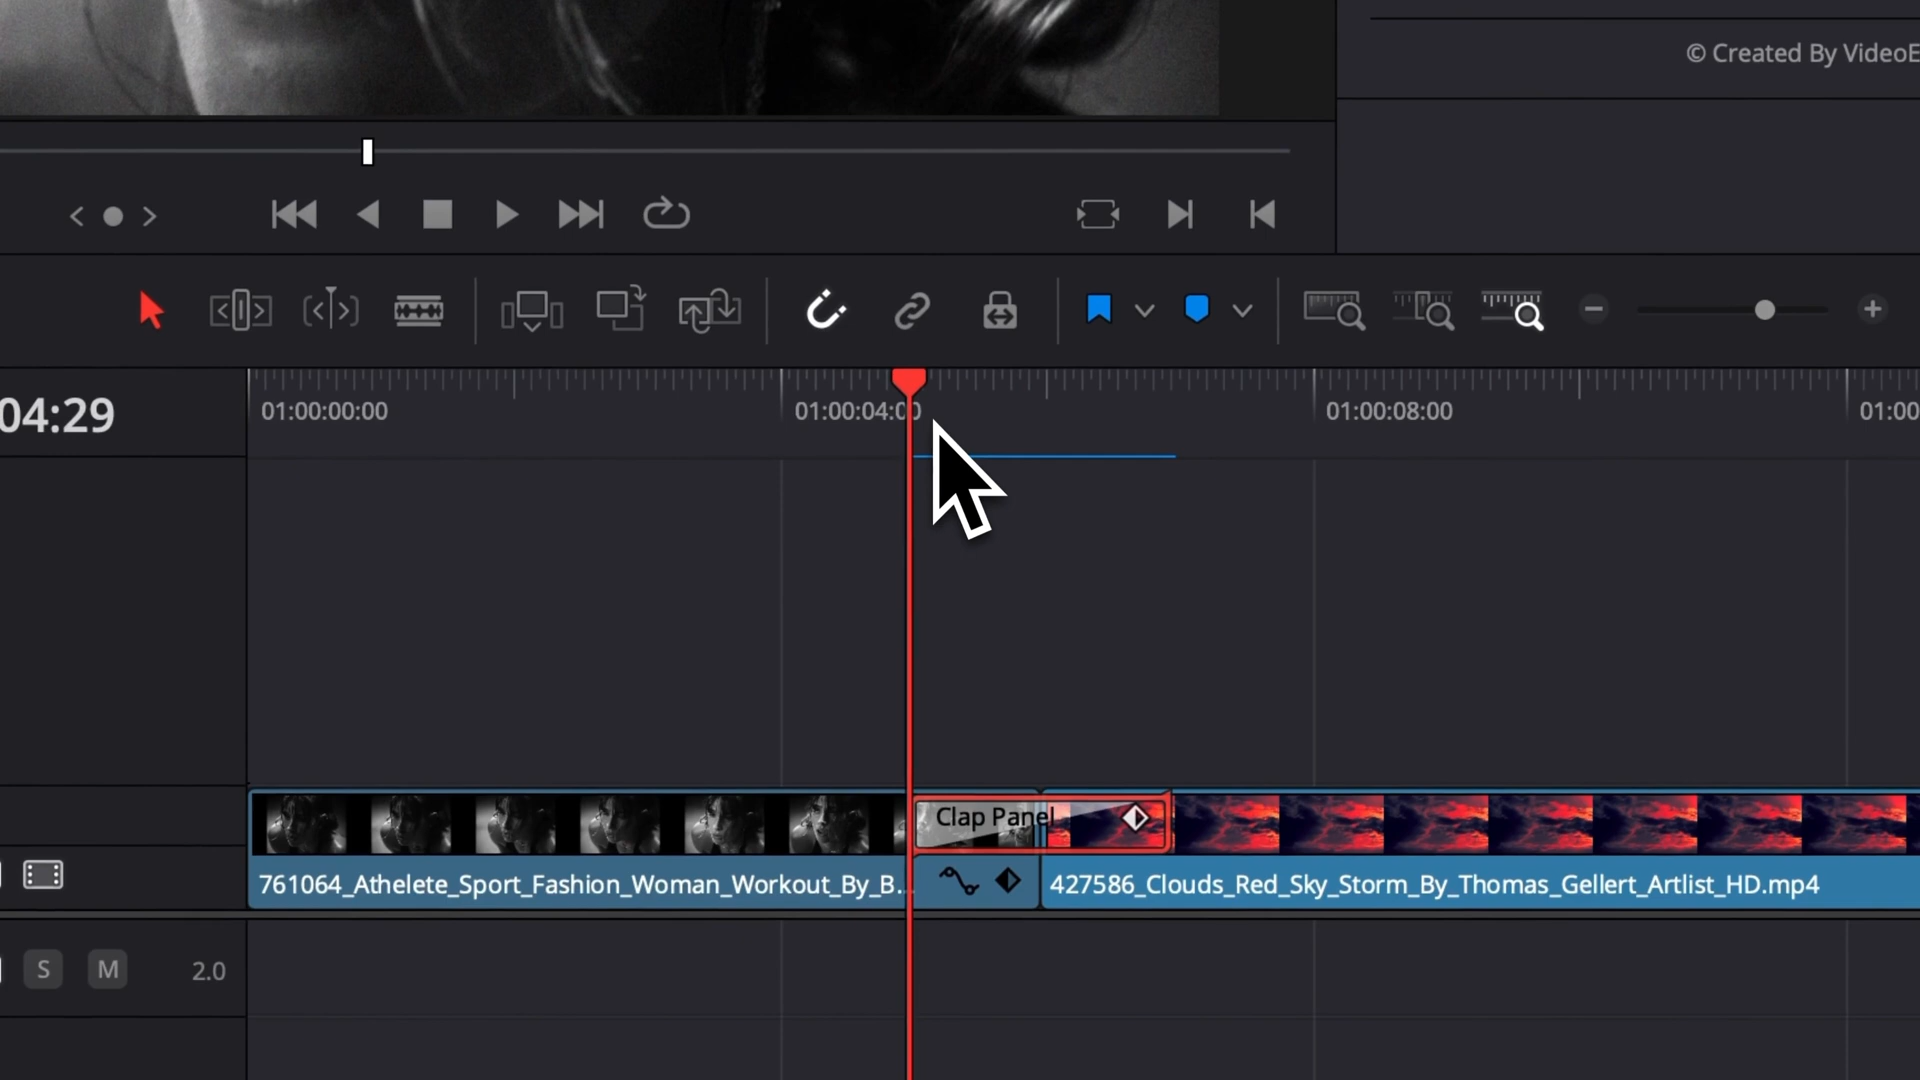 © Created By VideoE
04:29
01:00:00:00
01:00:04:00
01:00:08:00
01:00
Clap Panel
761064_Athelete_Sport_Fashion_Woman_Workout_By_B...
427586_Clouds_Red_Sky_Storm_By_Thomas_Gellert_Artlist_HD.mp4
S M 2.0